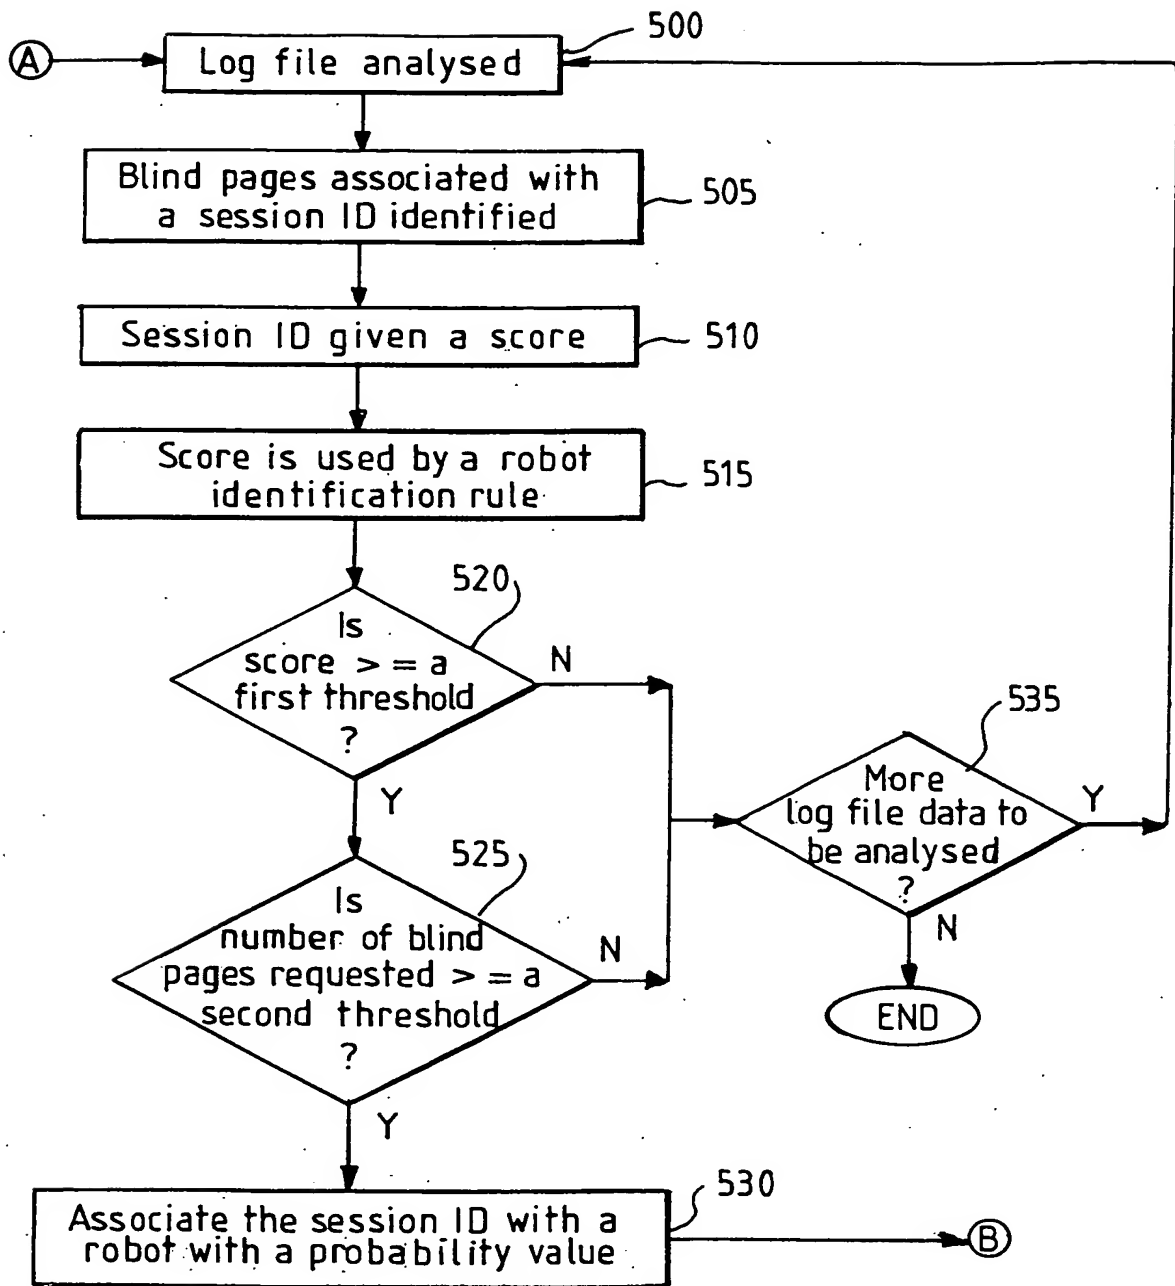 500
A
Log file analysed
Blind pages associated with
a session ID identified
505
Session ID given a score
510
Score is used by a robot
identification rule
515
520
Is
score >= a
first threshold
?
N
Y
535
More
log file data to
be analysed
?
Y
N
END
525
Is
number of blind
pages requested >= a
second threshold
?
N
Y
530
Associate the session ID with a
robot with a probability value
B